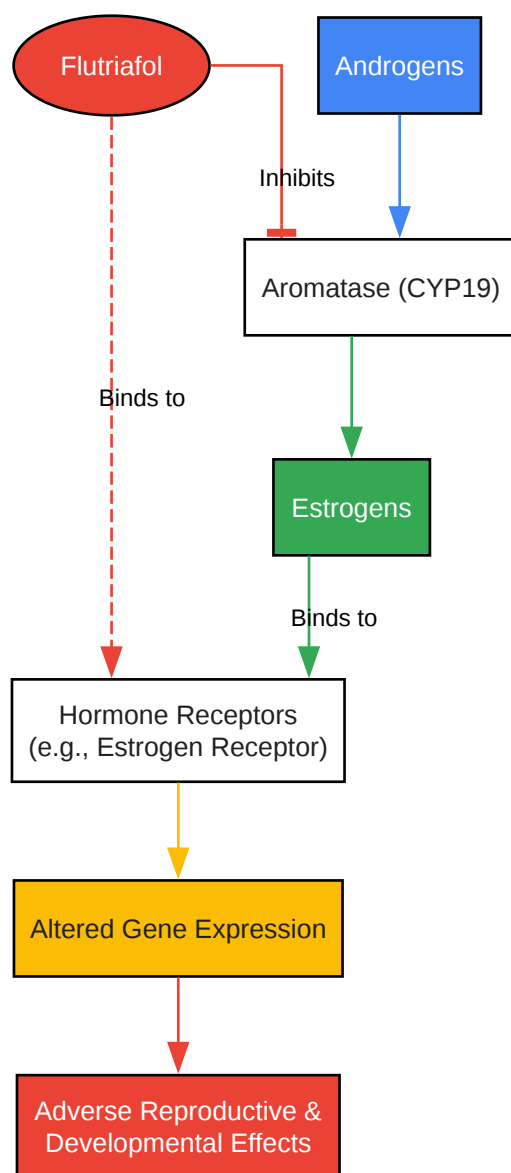 Flutriafol
Androgens
Inhibits
Aromatase (CYP19)
Binds to
Estrogens
Binds to
Hormone Receptors
(e.g., Estrogen Receptor)
Altered Gene Expression
Adverse Reproductive &
Developmental Effects